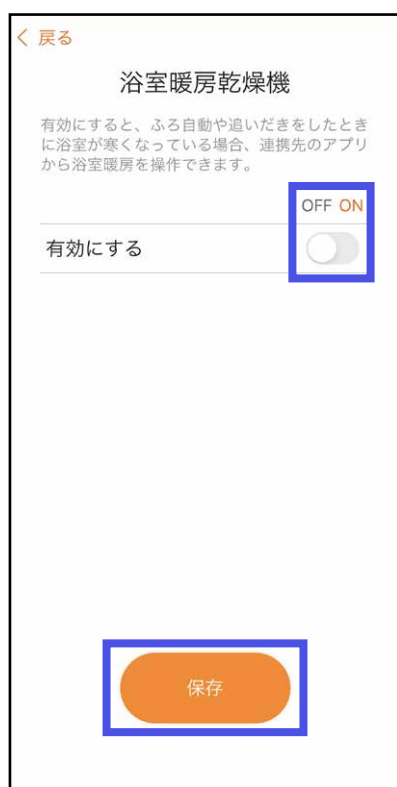 戻る
浴室暖房乾燥機
有効にすると、ふろ自動や追いだきをしたとき
に浴室が寒くなっている場合、連携先のアプリ
から浴室暖房を操作できます。
OFF ON
有効にする
保存